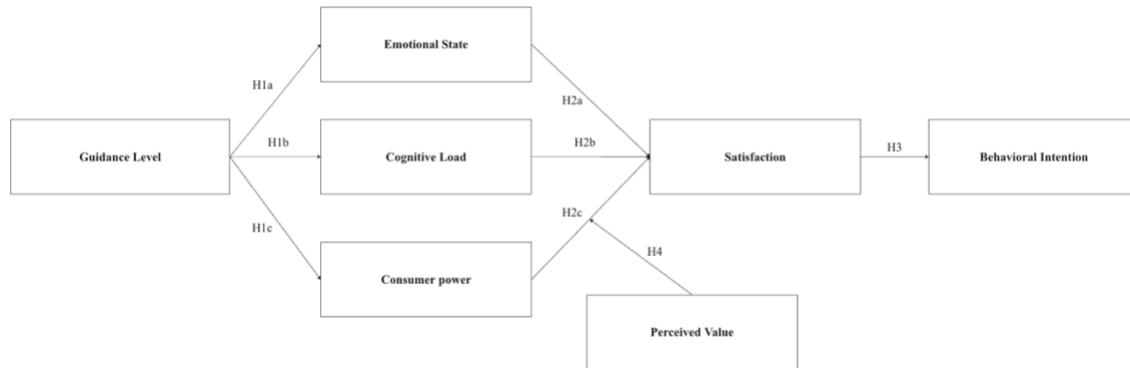 Emotional State
H1a
H2a
Guidance Level
H1b
Cognitive Load
H2b
Satisfaction
H3
Behavioral Intention
H1c
H2c
Consumer power
H4
Perceived Value